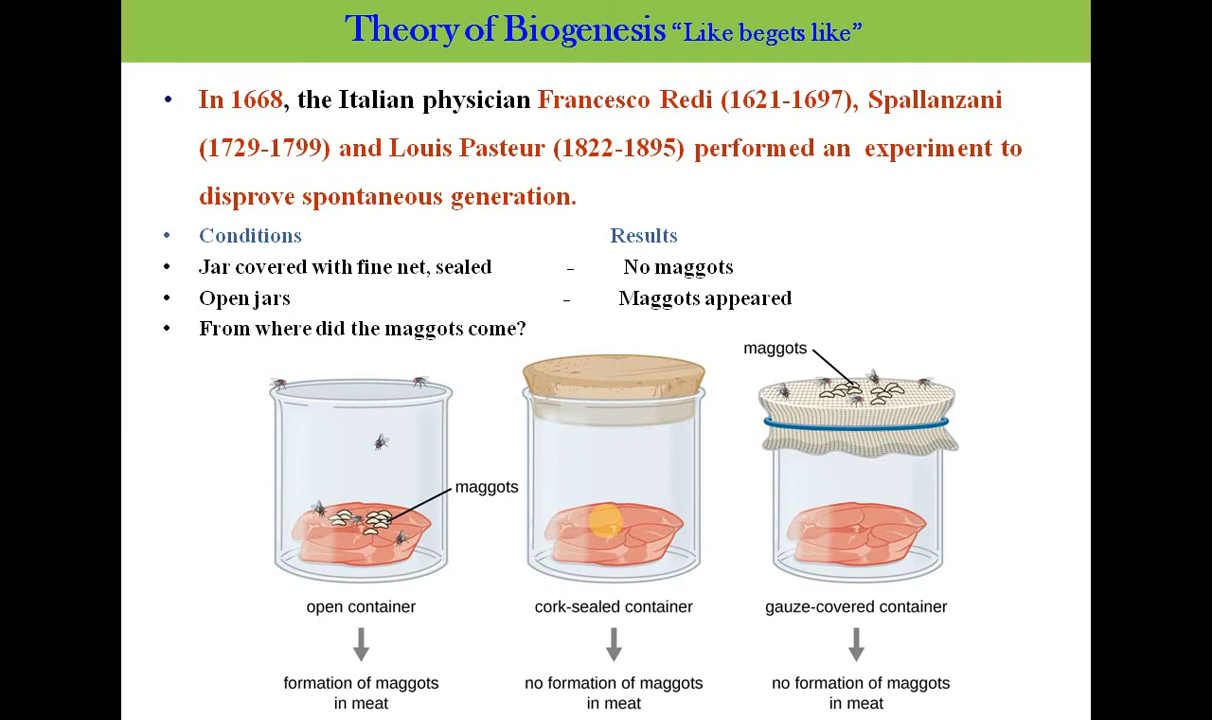 Theory of Biogenesis “Like begets like”
• In 1668, the Italian physician Francesco Redi (1621-1697), Spallanzani
(1729-1799) and Louis Pasteur (1822-1895) performed an experiment to
disprove spontaneous generation.
• Conditions Results
• Jar covered with fine net, sealed - No maggots
• Open jars - Maggots appeared
• From where did the maggots come?
maggots
maggots
open container cork-sealed container gauze-covered container
formation of maggots no formation of maggots no formation of maggots
in meat in meat in meat